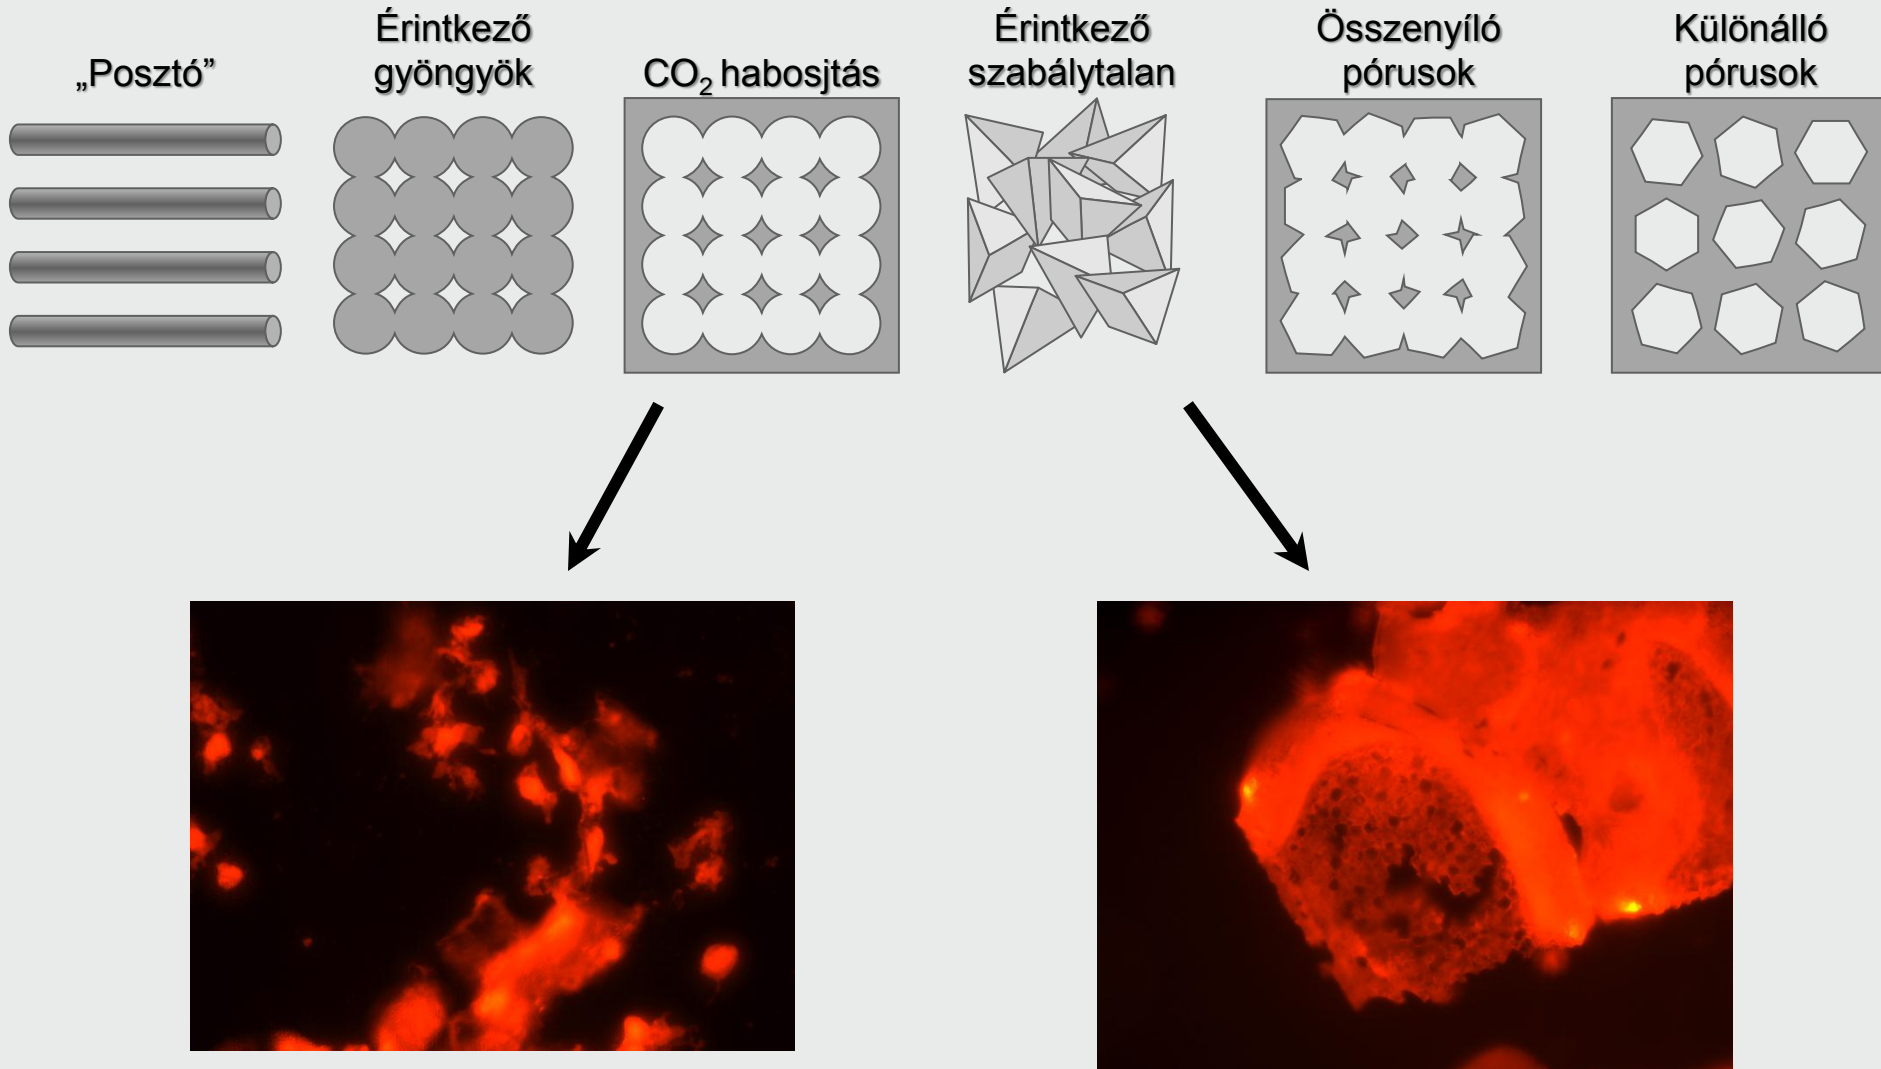 „Posztó”
Érintkező
gyöngyök
CO₂ habosjtás
Érintkező
szabálytalan
Összenyíló
pórusok
Különálló
pórusok